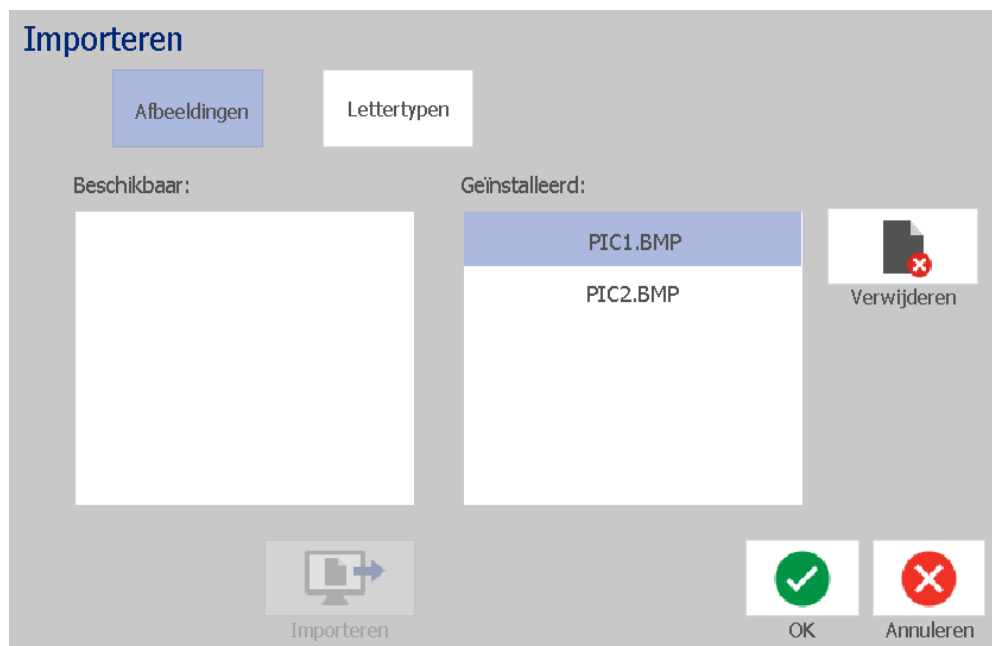 Importeren
Afbeeldingen
Lettertypen
Beschikbaar:
Geïnstalleerd:
PIC1.BMP
PIC2.BMP
Verwijderen
Importeren
OK
Annuleren